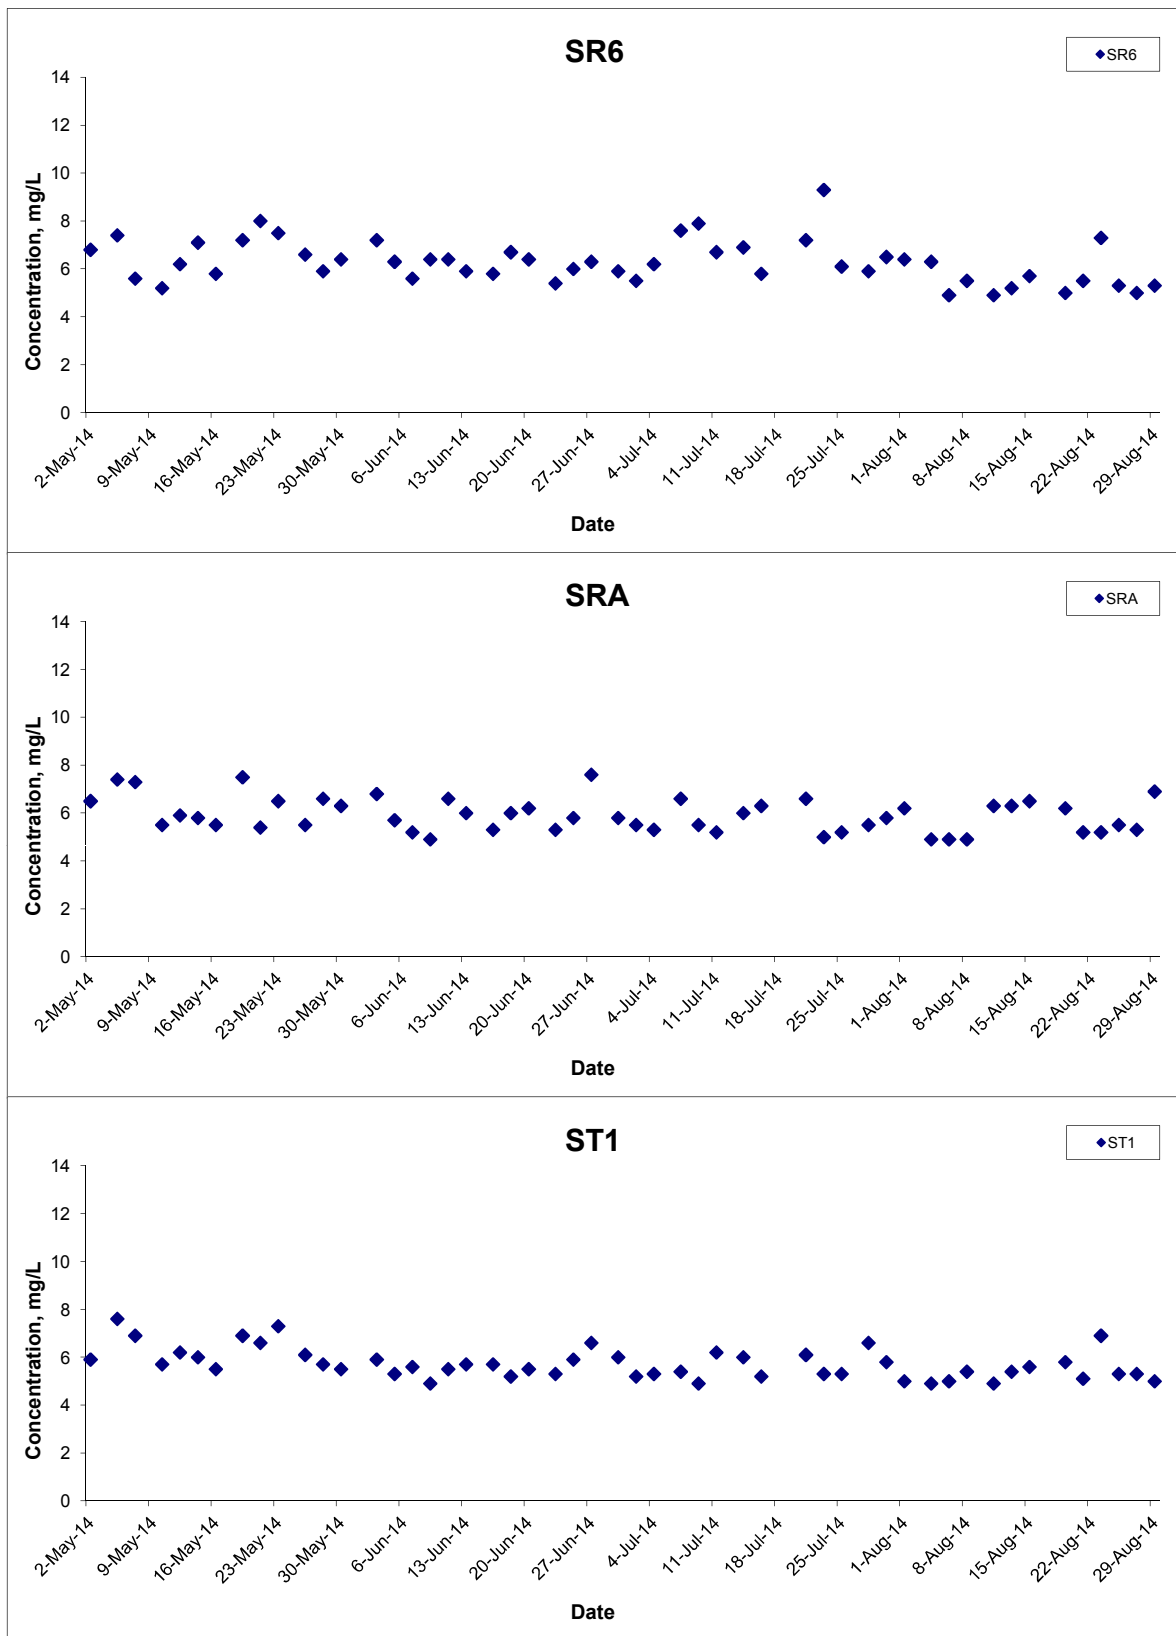 SR6
SR6
14
12
10
8
6
4
2
0
Concentration, mg/L
2-May-14
9-May-14
16-May-14
23-May-14
30-May-14
6-Jun-14
13-Jun-14
20-Jun-14
27-Jun-14
4-Jul-14
11-Jul-14
18-Jul-14
25-Jul-14
1-Aug-14
8-Aug-14
15-Aug-14
22-Aug-14
29-Aug-14
Date
SRA
SRA
14
12
10
8
6
4
2
0
Concentration, mg/L
2-May-14
9-May-14
16-May-14
23-May-14
30-May-14
6-Jun-14
13-Jun-14
20-Jun-14
27-Jun-14
4-Jul-14
11-Jul-14
18-Jul-14
25-Jul-14
1-Aug-14
8-Aug-14
15-Aug-14
22-Aug-14
29-Aug-14
Date
ST1
ST1
14
12
10
8
6
4
2
0
Concentration, mg/L
2-May-14
9-May-14
16-May-14
23-May-14
30-May-14
6-Jun-14
13-Jun-14
20-Jun-14
27-Jun-14
4-Jul-14
11-Jul-14
18-Jul-14
25-Jul-14
1-Aug-14
8-Aug-14
15-Aug-14
22-Aug-14
29-Aug-14
Date